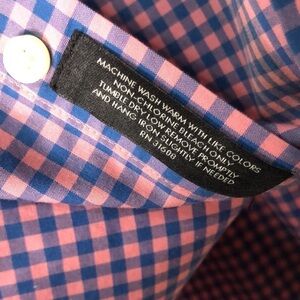 MACHINE WASH WARM WITH LIKE COLORS
NON. CHLORINE BLEACH ONLY
TUMBLE DRY LOW REMOVE PROMPTLY
AND HANG IRON SLIGHTLY IF NEEDED
RN 31688